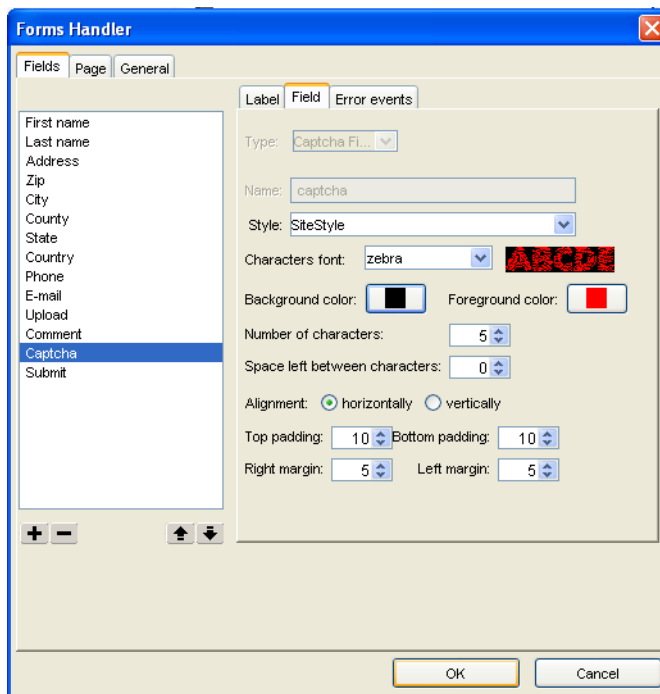 Forms Handler
Fields Page General
Label Field Error events
First name
Last name
Address
Zip
City
County
State
Country
Phone
E-mail
Upload
Comment
Captcha
Submit
Type: Captcha Fi...
Name: captcha
Style: SiteStyle
Characters font: zebra ABCDE
Background color: Foreground color:
Number of characters: 5
Space left between characters: 0
Alignment: horizontally vertically
Top padding: 10 Bottom padding: 10
Right margin: 5 Left margin: 5
OK Cancel